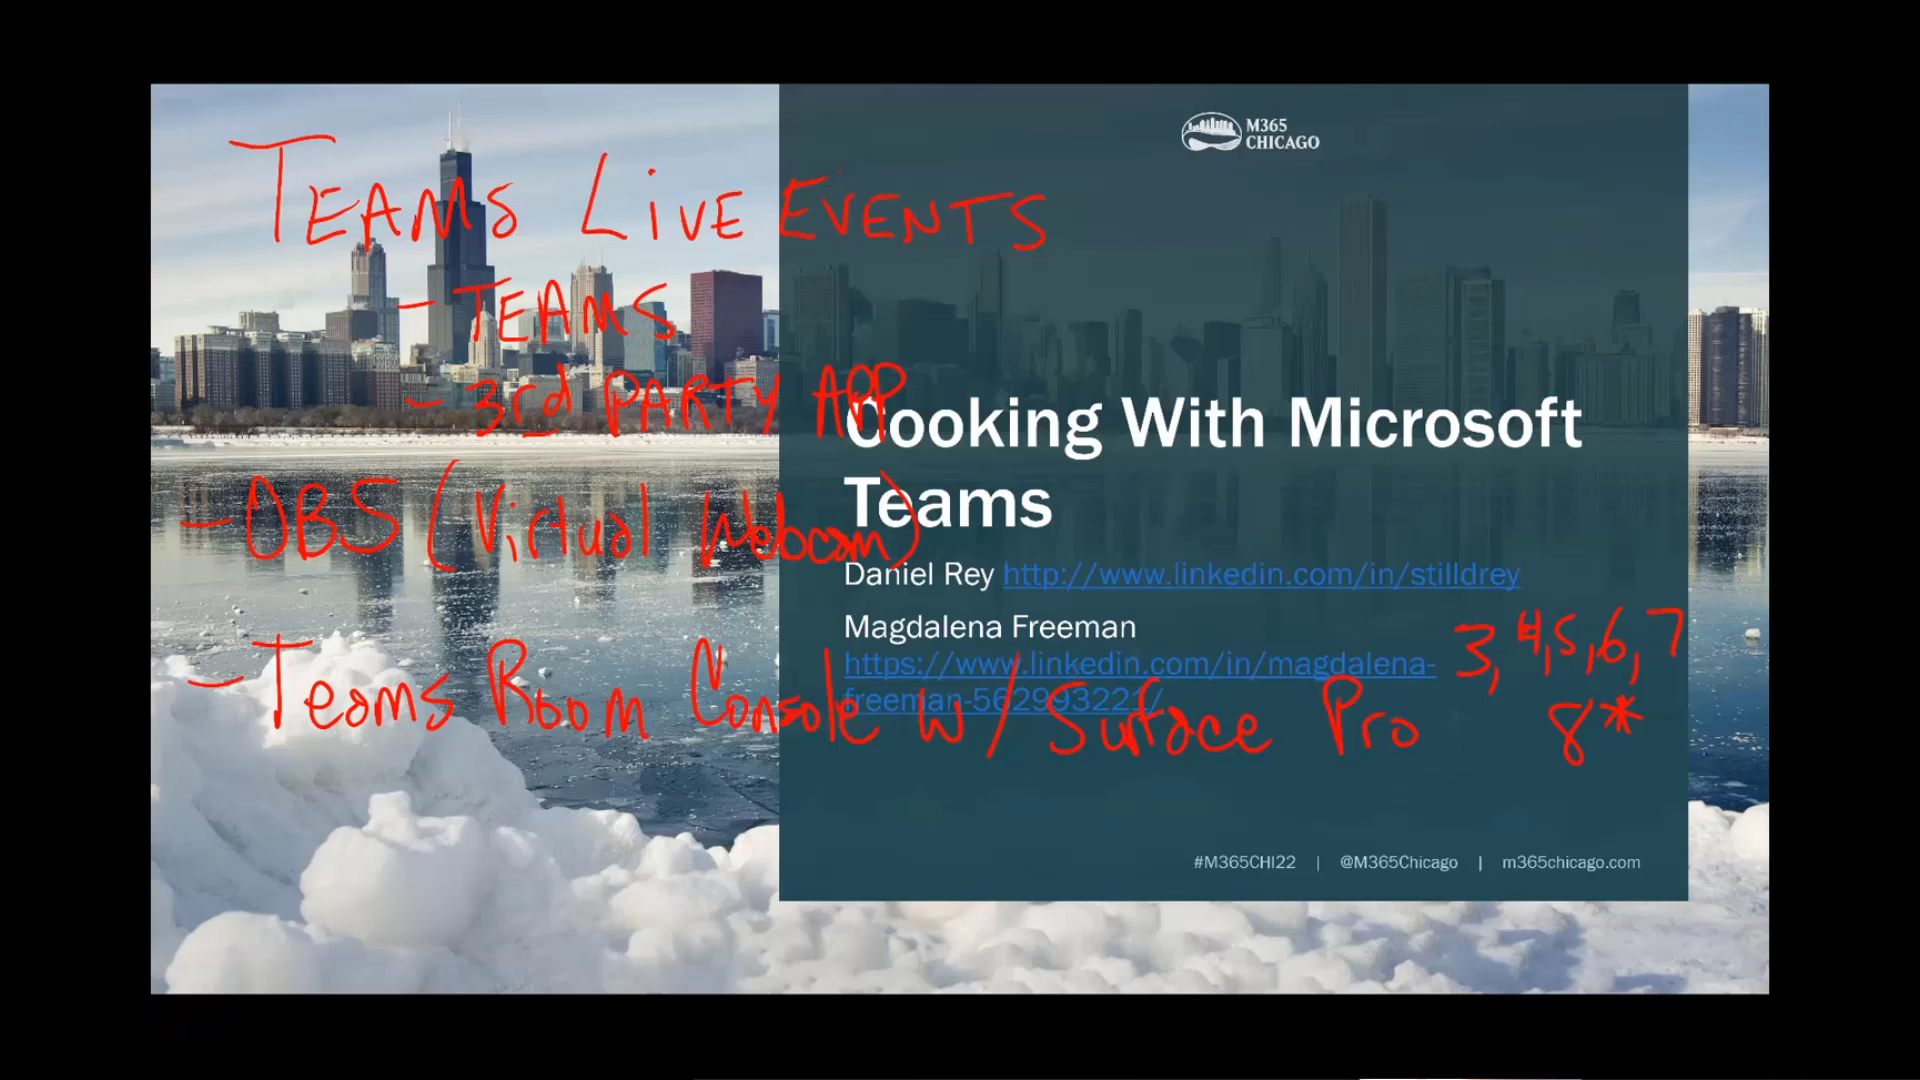 M365
CHICAGO
TEAMS LiVE EVENTS
- TEAMS
- 3rd PARTY APP
Cooking With Microsoft
Teams
- OBS (Virtual Webcam)
Daniel Rey http://www.linkedin.com/in/stilldrey
Magdalena Freeman
https://www.linkedin.com/in/magdalena-
freeman-562993221/
- Teams Room Console w/ Surface Pro 3, 4, 5, 6, 7
8*
#M365CHI22 | @M365Chicago | m365chicago.com